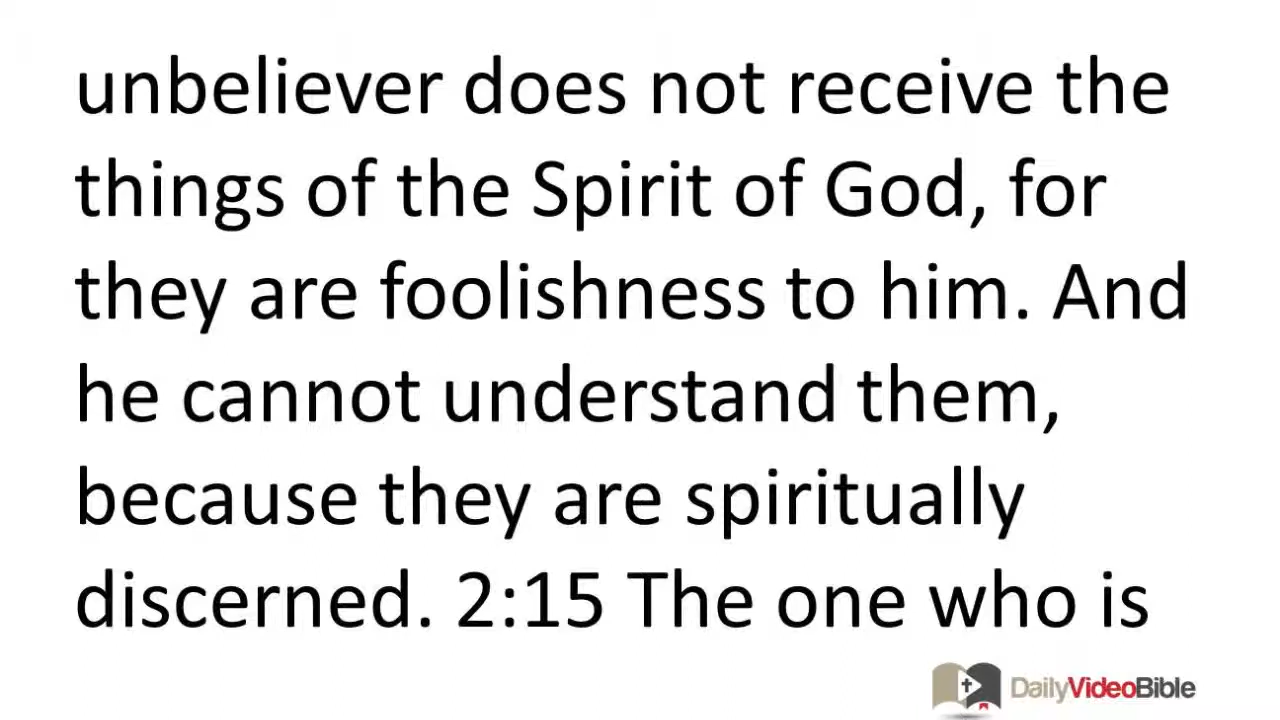 unbeliever does not receive the
things of the Spirit of God, for
they are foolishness to him. And
he cannot understand them,
because they are spiritually
discerned. 2:15 The one who is
DailyVideoBible